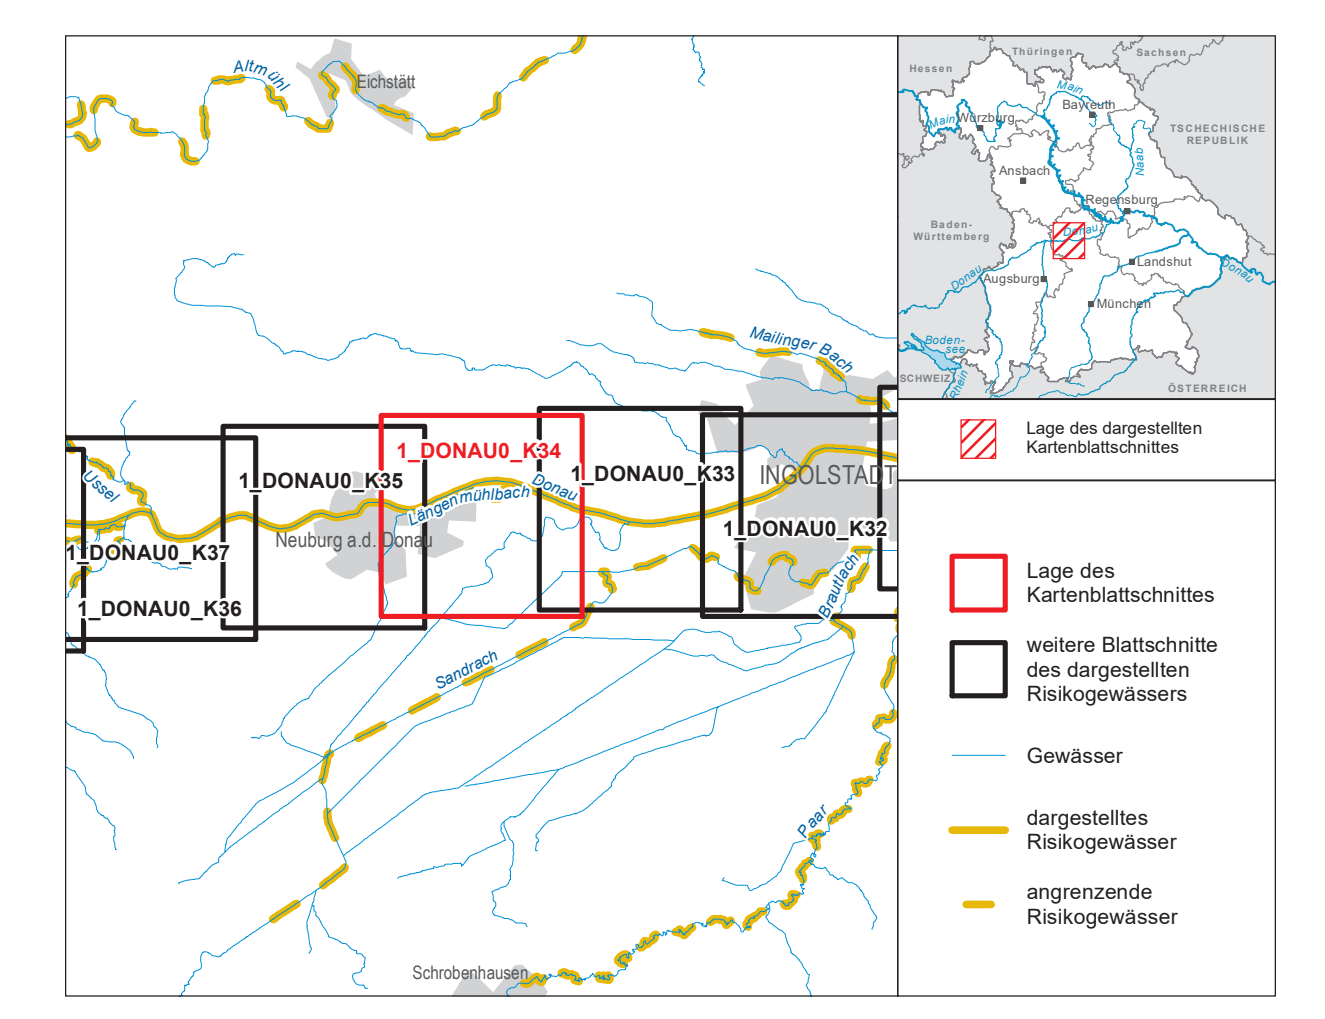 Altmühl
Eichstätt
Mailinger Bach
1_DONAU0_K34
1_DONAU0_K35
1_DONAU0_K33
INGOLSTADT
Ussel
Längenmühlbach
Donau
1_DONAU0_K32
Neuburg a.d. Donau
1_DONAU0_K37
1_DONAU0_K36
Brautlach
Sandrach
Paar
Schrobenhausen
Thüringen
Sachsen
Hessen
Main
Bayreuth
Main
Würzburg
TSCHECHISCHE
REPUBLIK
Naab
Ansbach
Regensburg
Baden-
Württemberg
Donau
Landshut
Donau
Donau
Augsburg
München
Boden-
see
SCHWEIZ
Rhein
ÖSTERREICH
Lage des dargestellten
Kartenblattschnittes
Lage des
Kartenblattschnittes
weitere Blattschnitte
des dargestellten
Risikogewässers
Gewässer
dargestelltes
Risikogewässer
angrenzende
Risikogewässer